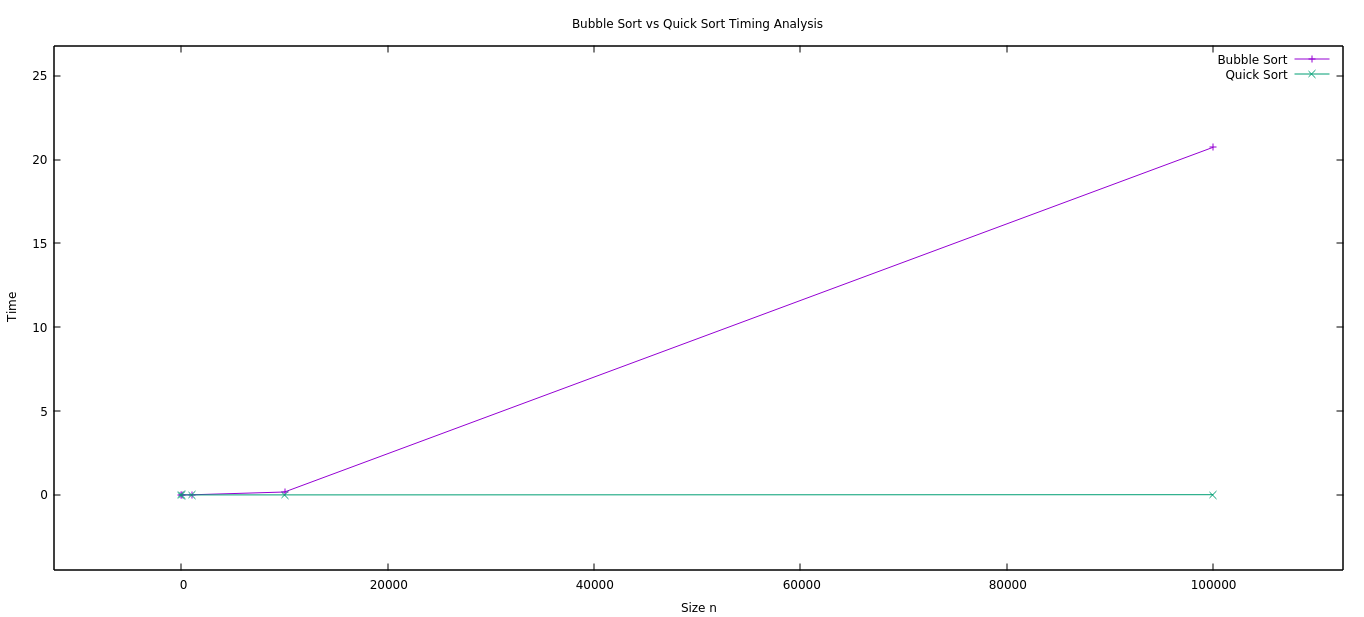 Bubble Sort vs Quick Sort Timing Analysis
Bubble Sort
Quick Sort
25
20
15
10
5
0
Time
0 20000 40000 60000 80000 100000
Size n